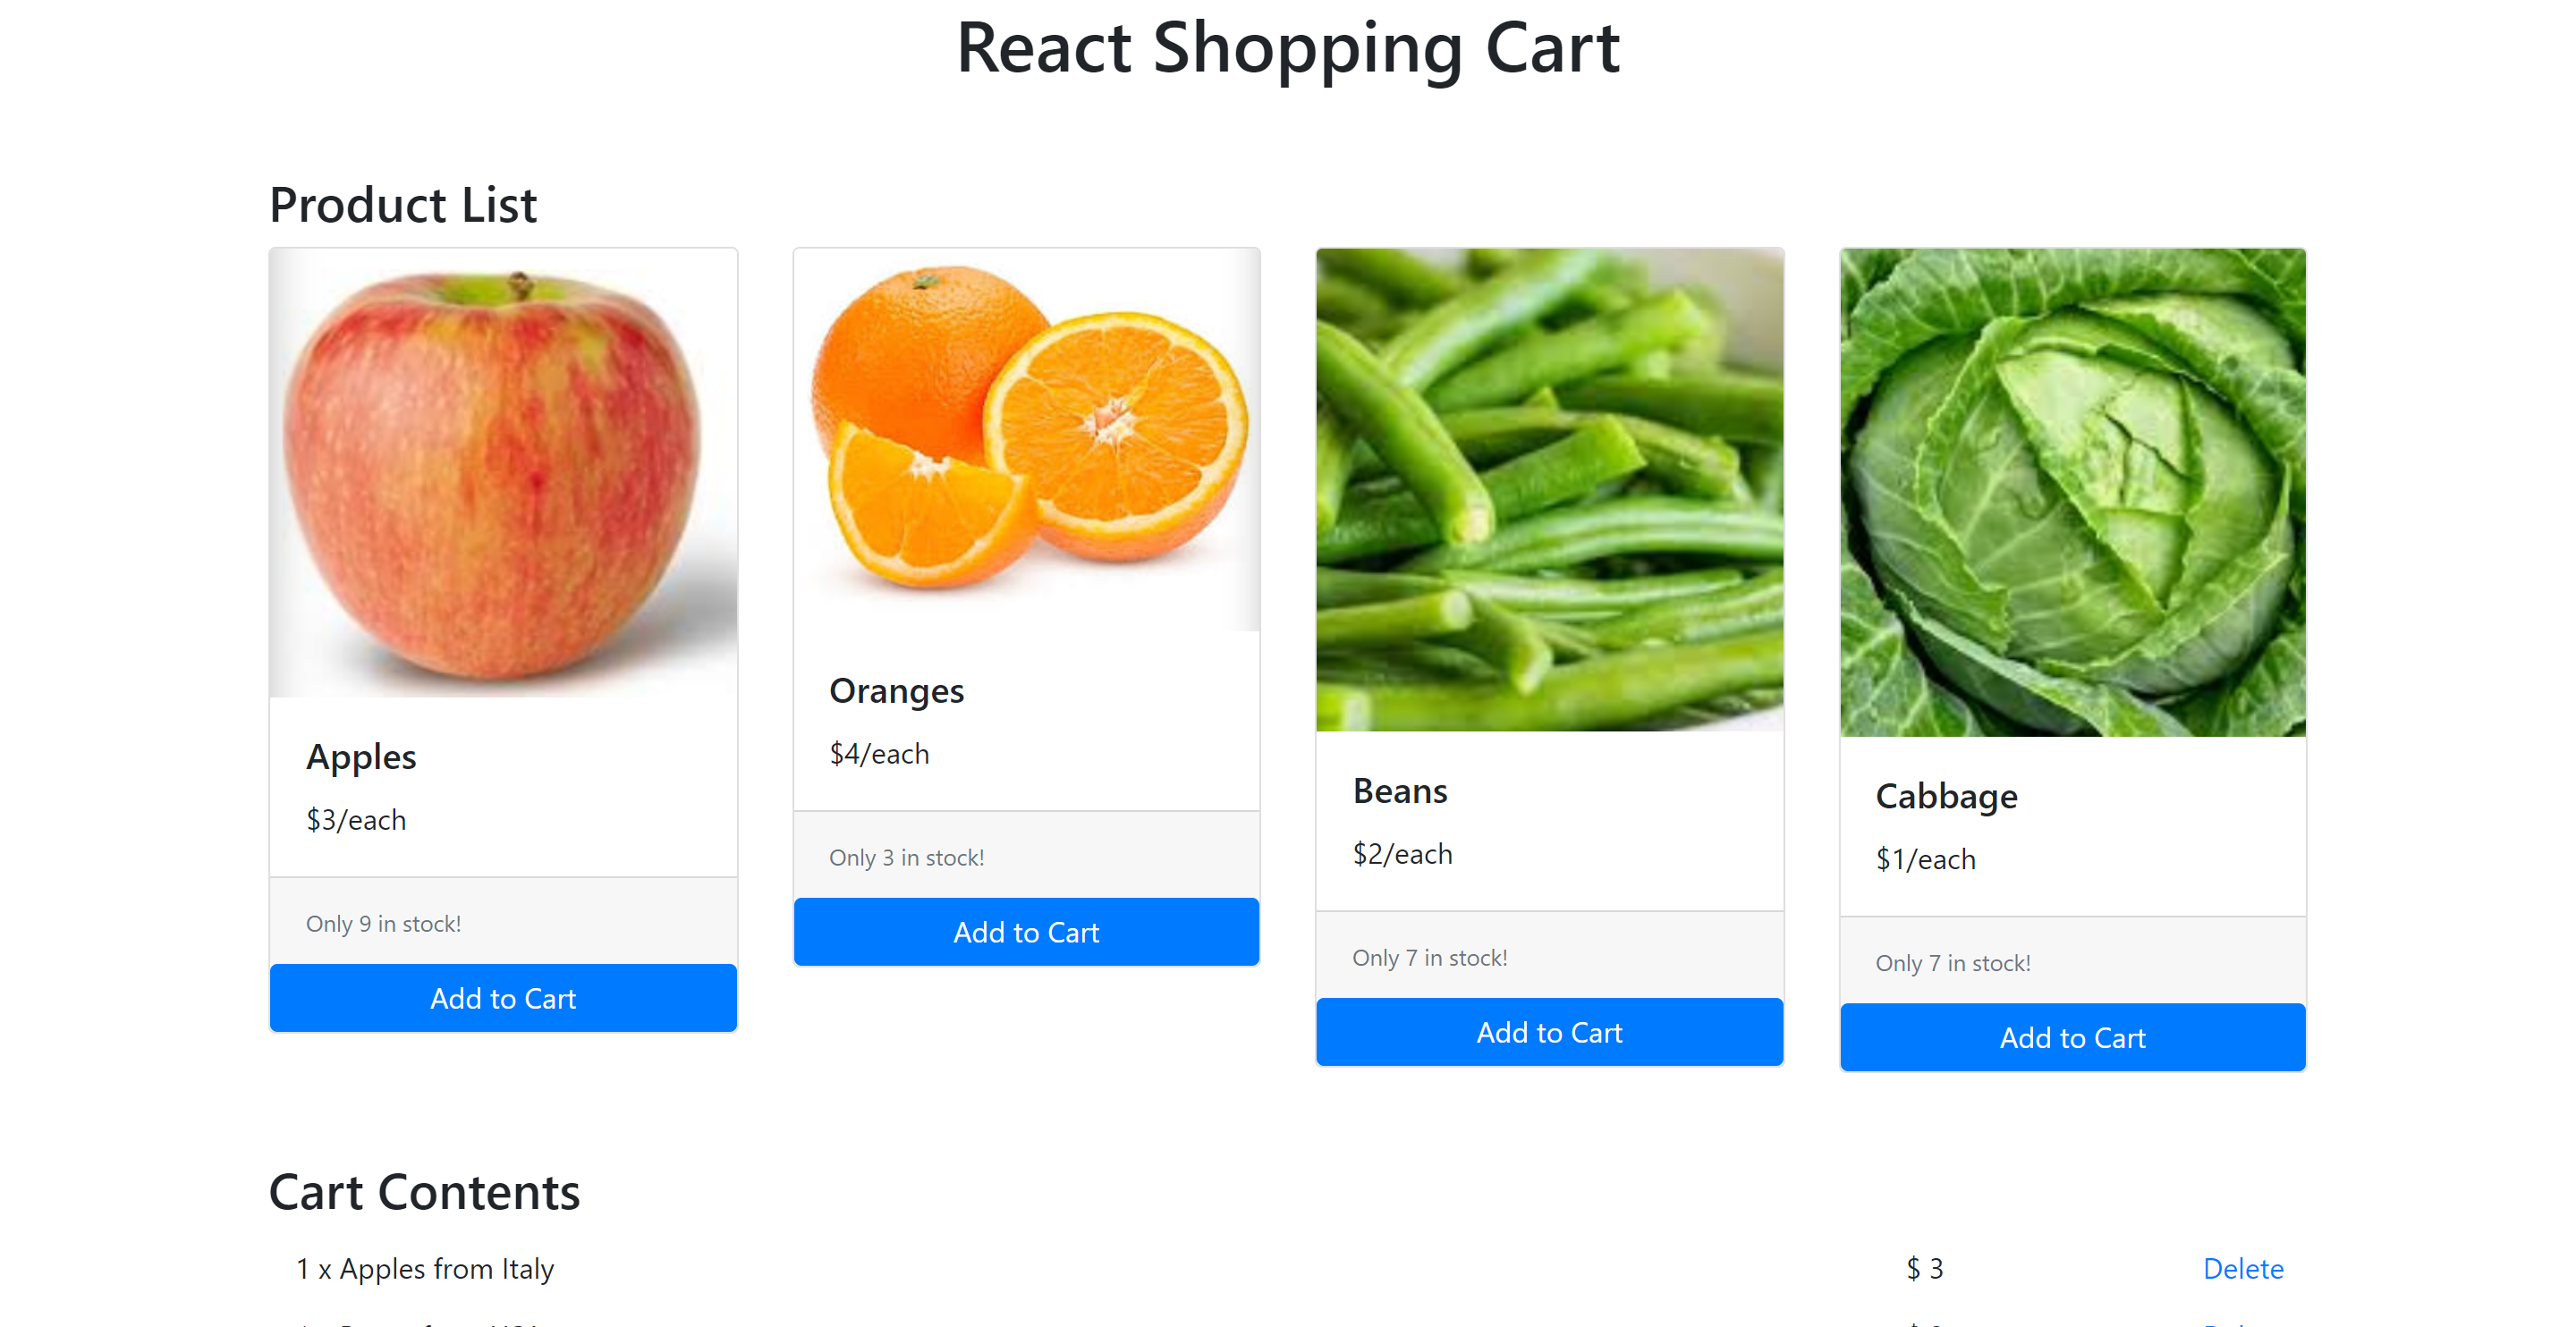 React Shopping Cart
Product List
Apples
$3/each
Only 9 in stock!
Add to Cart
Oranges
$4/each
Only 3 in stock!
Add to Cart
Beans
$2/each
Only 7 in stock!
Add to Cart
Cabbage
$1/each
Only 7 in stock!
Add to Cart
Cart Contents
1 x Apples from Italy $ 3 Delete